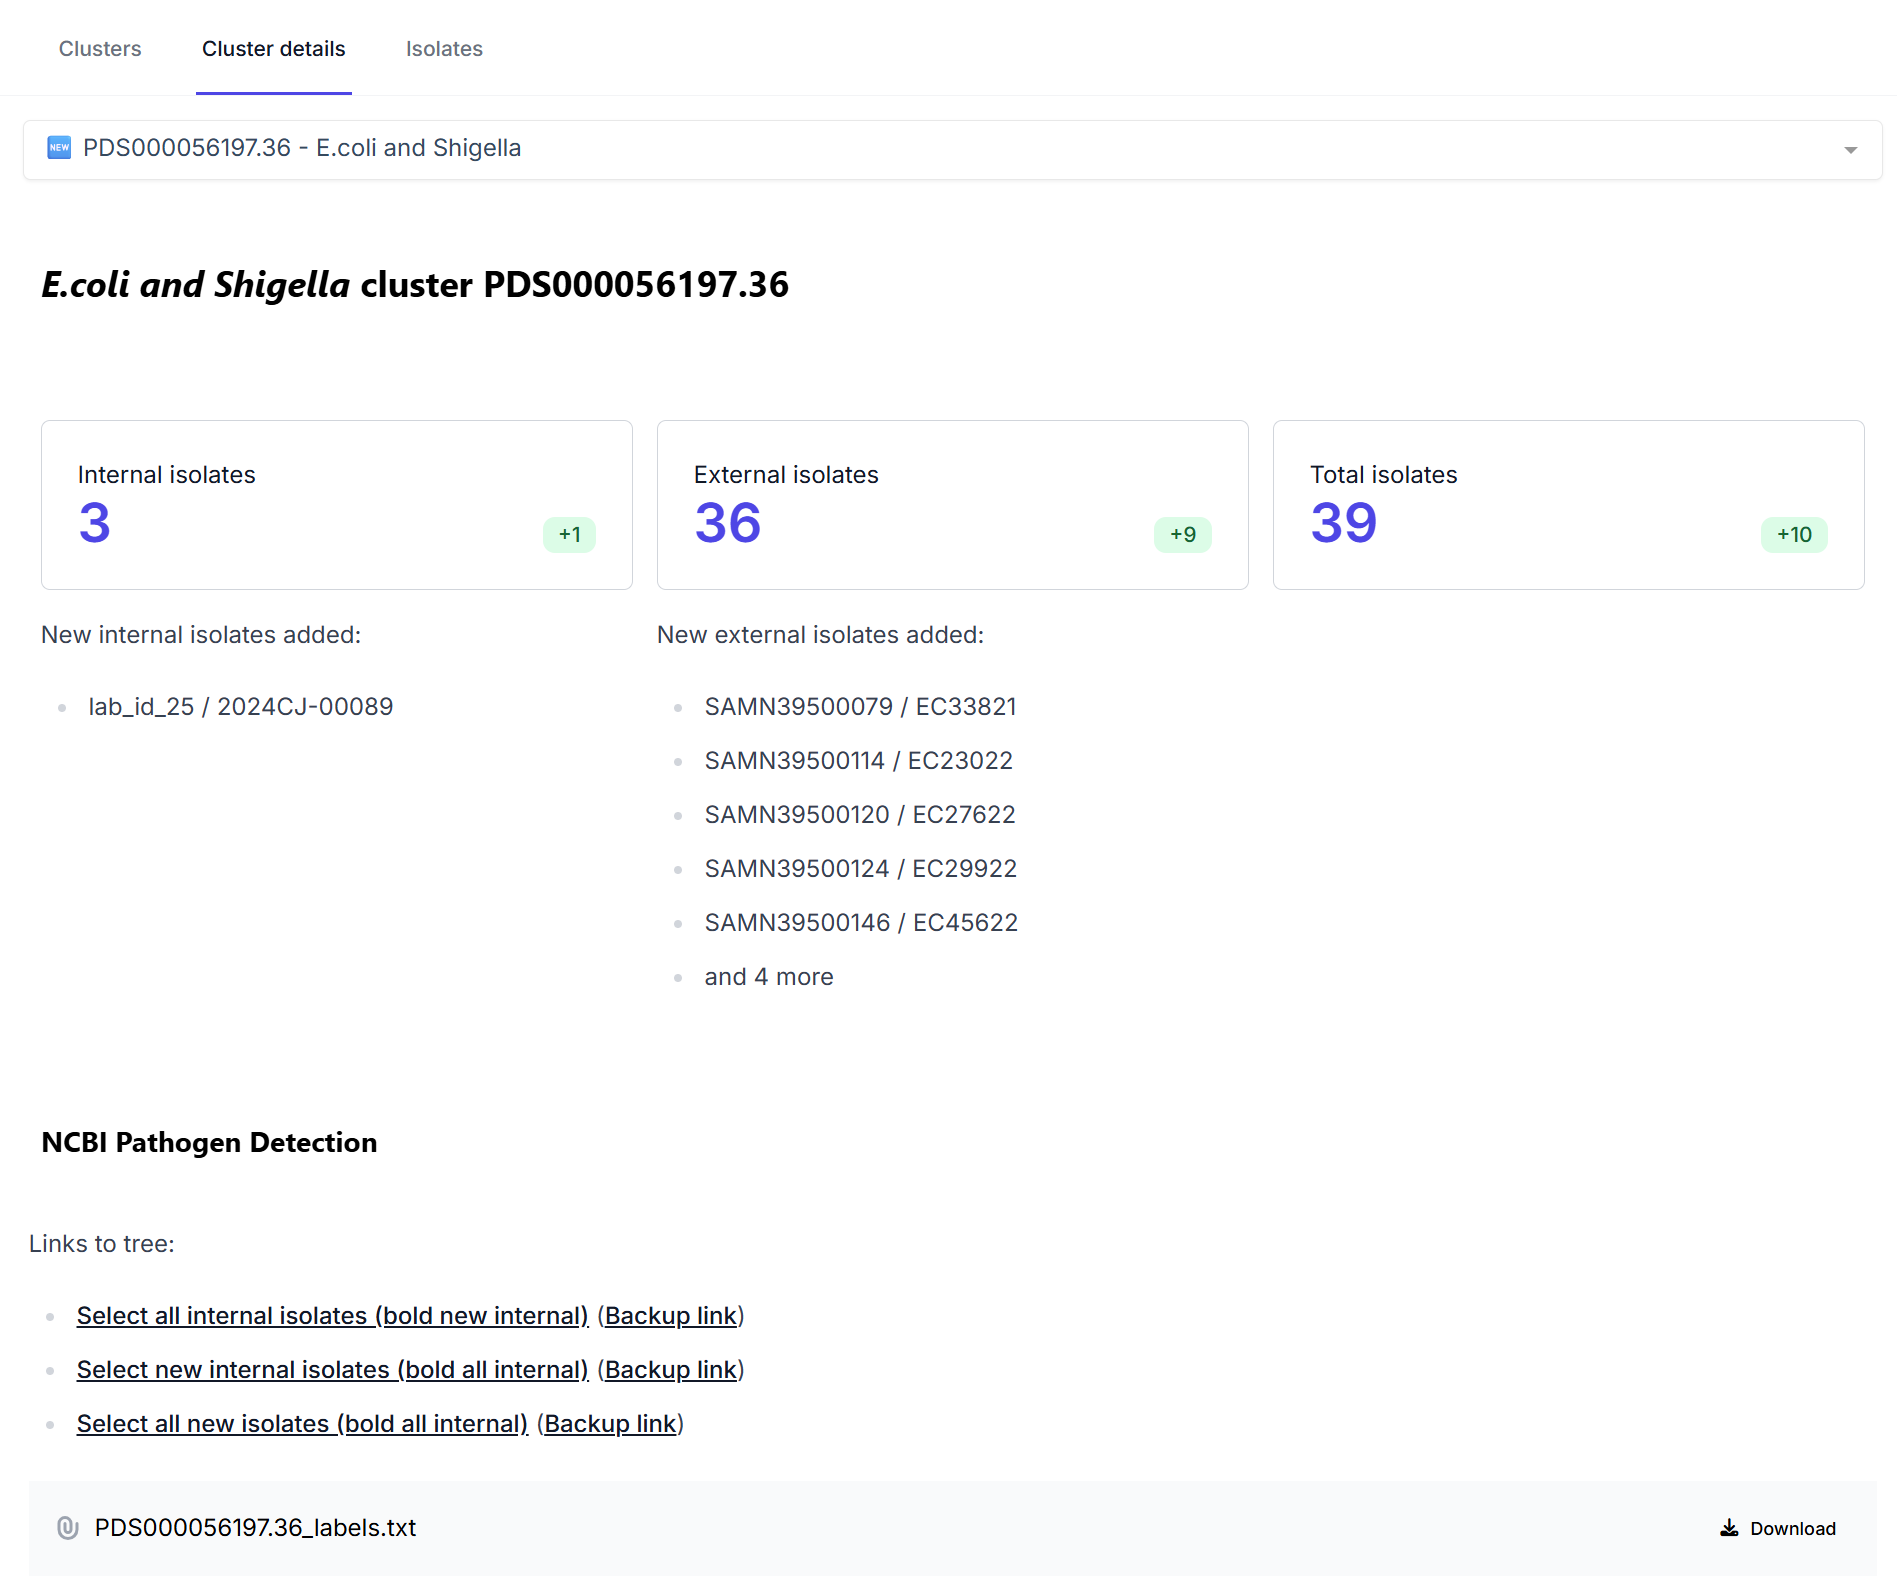 Clusters Cluster details Isolates
NEW PDS000056197.36 - E.coli and Shigella
E.coli and Shigella cluster PDS000056197.36
Internal isolates
3
+1
External isolates
36
+9
Total isolates
39
+10
New internal isolates added:
lab_id_25 / 2024CJ-00089
New external isolates added:
SAMN39500079 / EC33821
SAMN39500114 / EC23022
SAMN39500120 / EC27622
SAMN39500124 / EC29922
SAMN39500146 / EC45622
and 4 more
NCBI Pathogen Detection
Links to tree:
Select all internal isolates (bold new internal) (Backup link)
Select new internal isolates (bold all internal) (Backup link)
Select all new isolates (bold all internal) (Backup link)
PDS000056197.36_labels.txt Download